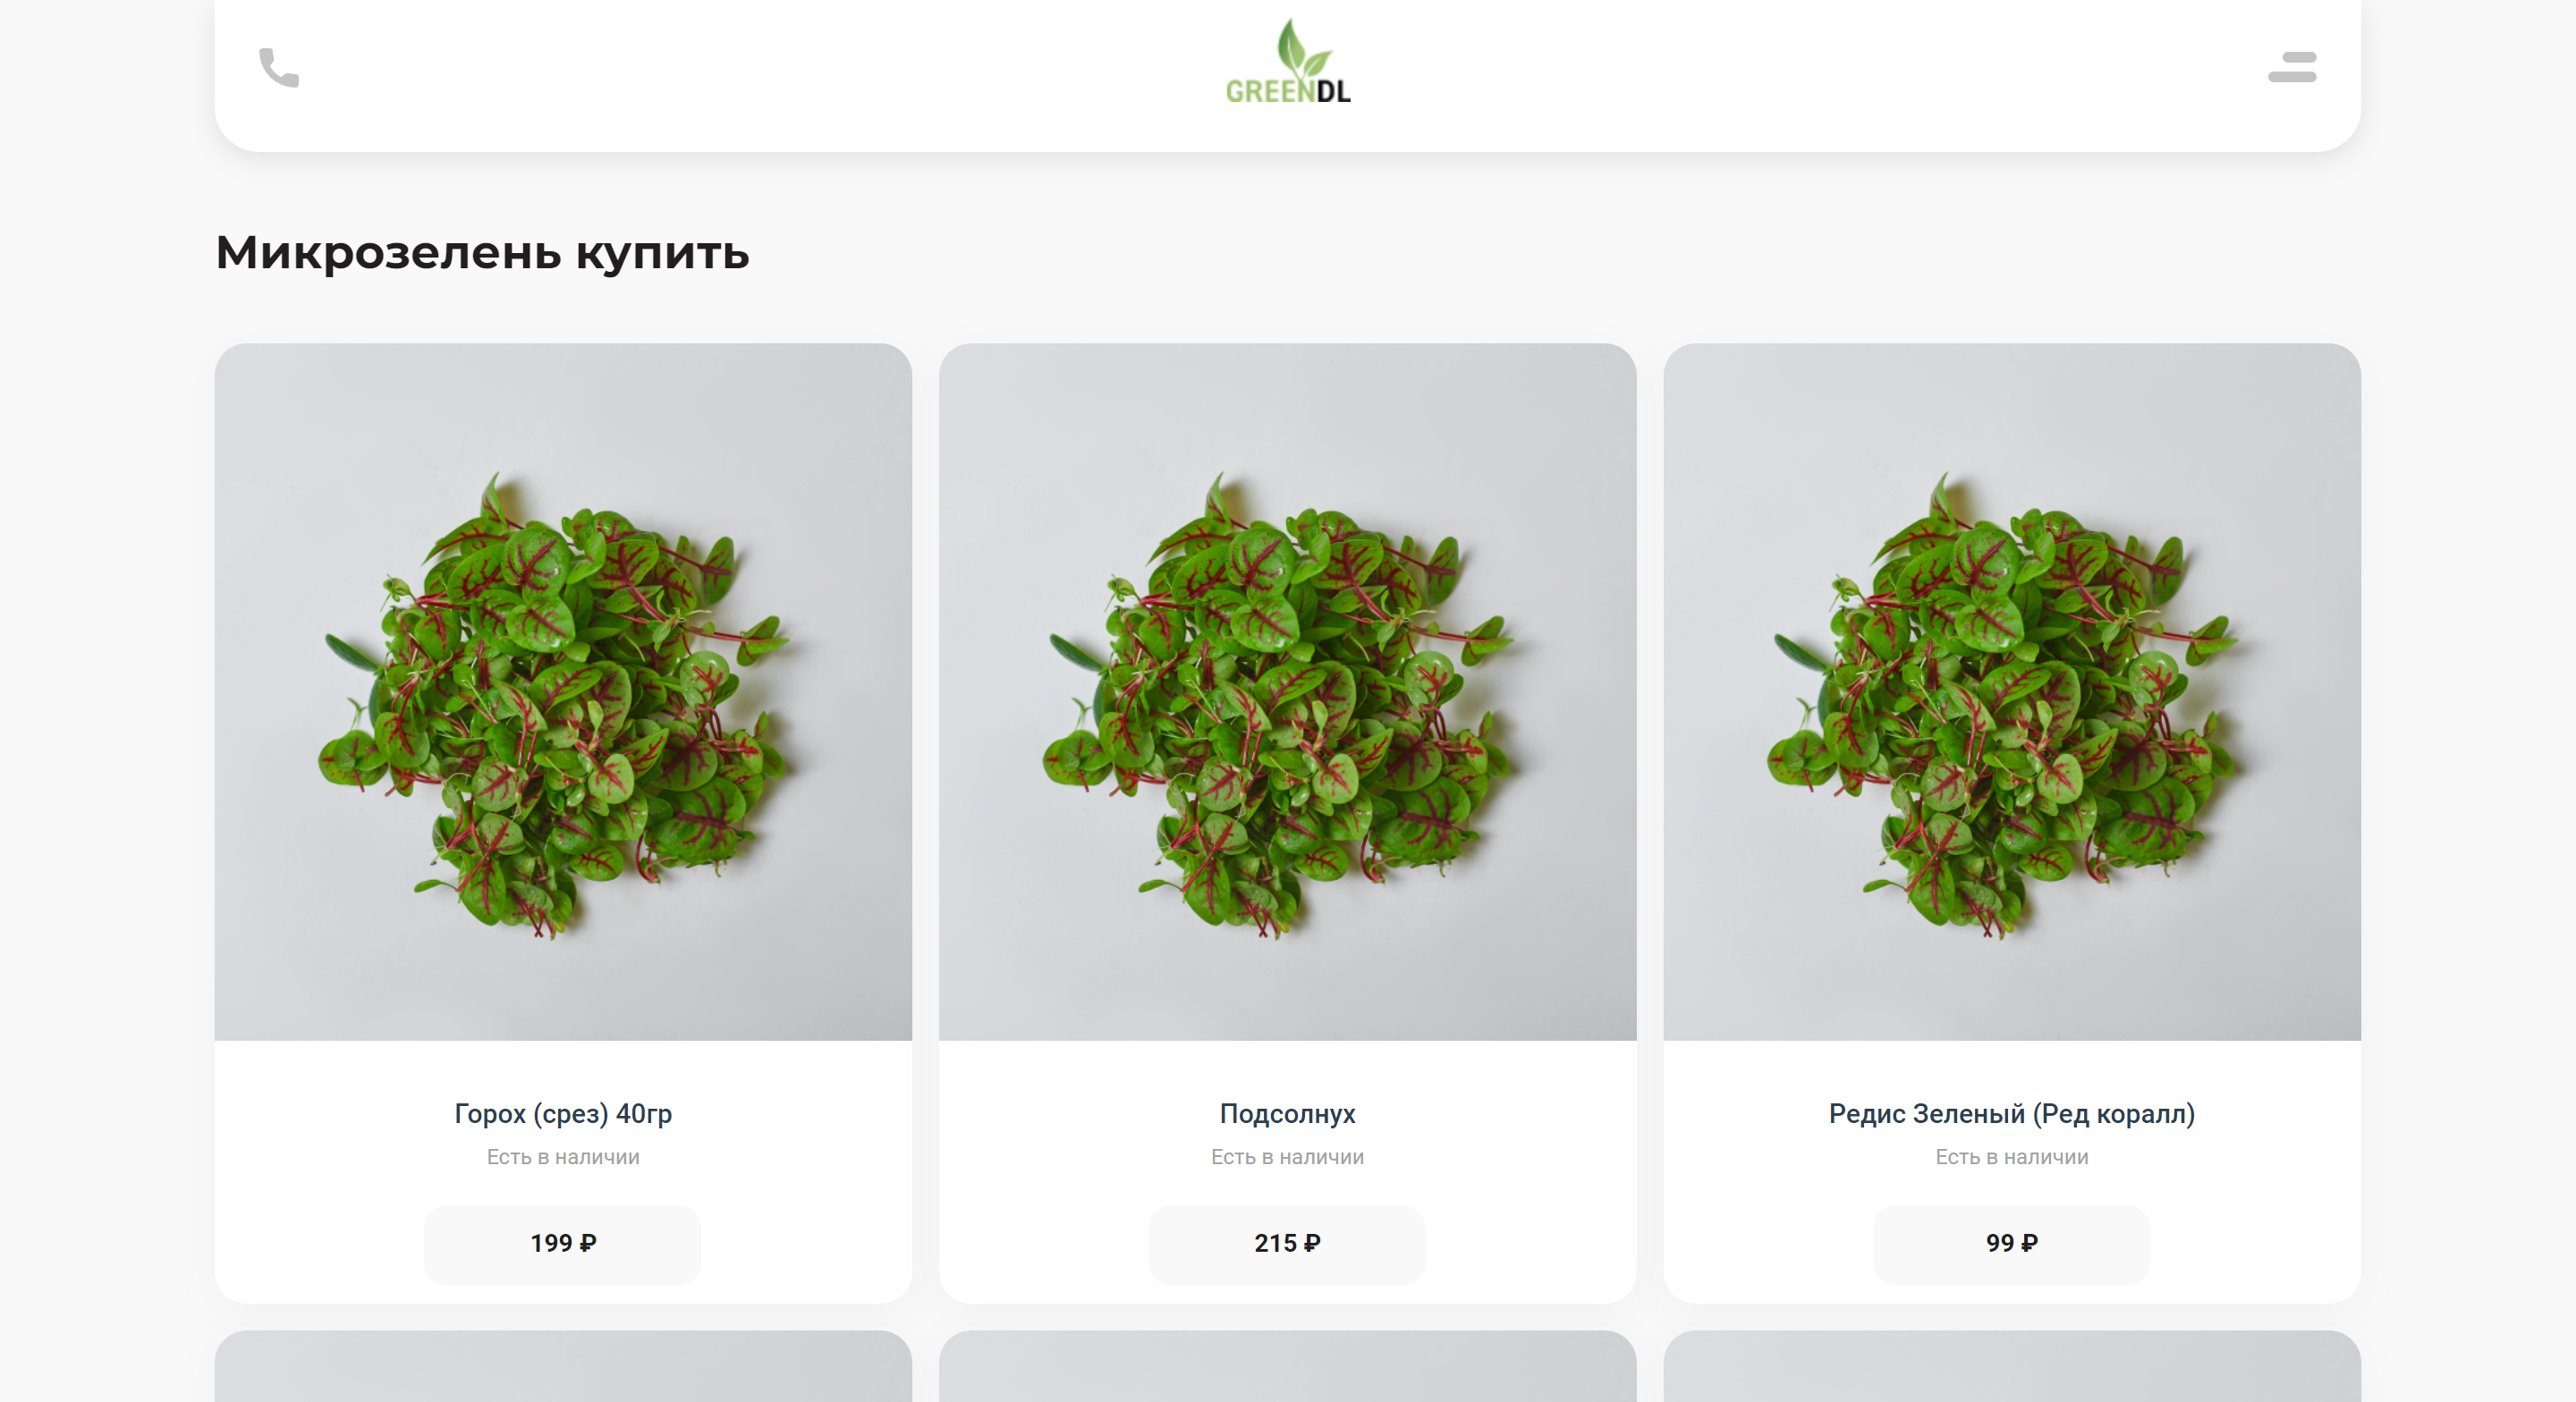 GREENDL
Микрозелень купить
Горох (срез) 40гр
Есть в наличии
199 ₽
Подсолнух
Есть в наличии
215 ₽
Редис Зеленый (Ред коралл)
Есть в наличии
99 ₽